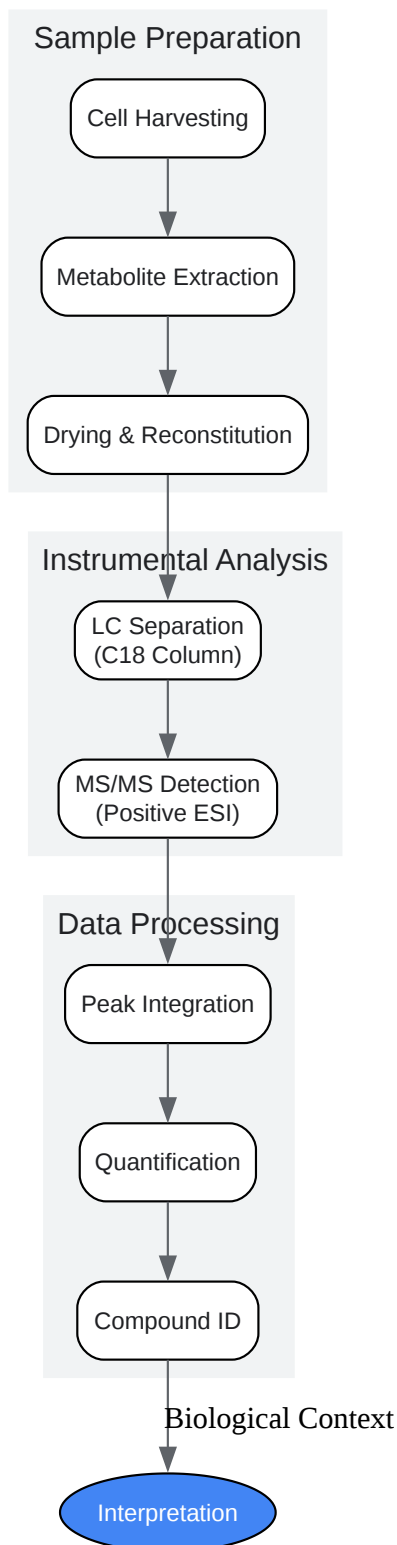 Sample Preparation
Cell Harvesting
Metabolite Extraction
Drying & Reconstitution
Instrumental Analysis
LC Separation
(C18 Column)
MS/MS Detection
(Positive ESI)
Data Processing
Peak Integration
Quantification
Compound ID
Biological Context
Interpretation